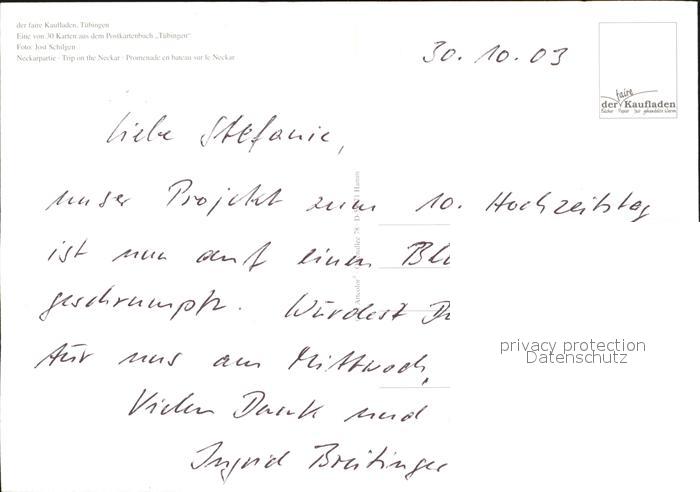 der faire Kaufladen, Tübingen
Eine von 30 Karten aus dem Postkartenbuch „Tübingen"
Foto: Jost Schilgen
Neckarpartie · Trip on the Neckar · Promenade en bateau sur le Neckar
30. 10. 03
der faire Kaufladen
Liebe Stefanie,
unser Projekt zum 10. Hochzeitstag
ist nun auf einen
geschrumpft. Würdest Du
für uns am Mittwoch,
Vielen Dank und
Ingrid Breitinger
privacy protection
Datenschutz